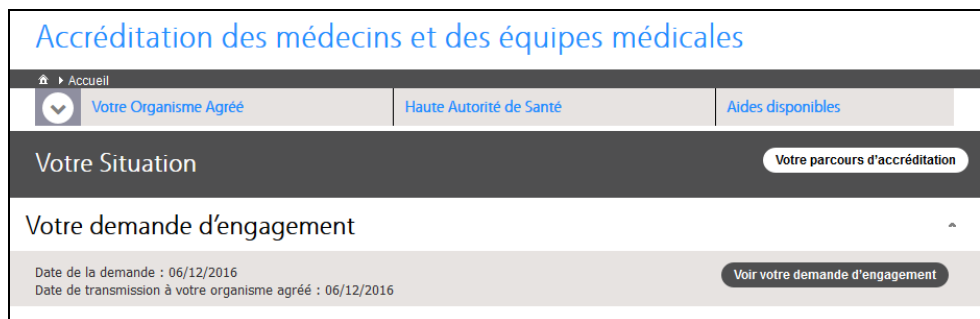 Accréditation des médecins et des équipes médicales
Accueil
Votre Organisme Agréé
Haute Autorité de Santé
Aides disponibles
Votre Situation
Votre parcours d'accréditation
Votre demande d'engagement
Date de la demande : 06/12/2016
Voir votre demande d'engagement
Date de transmission à votre organisme agréé : 06/12/2016